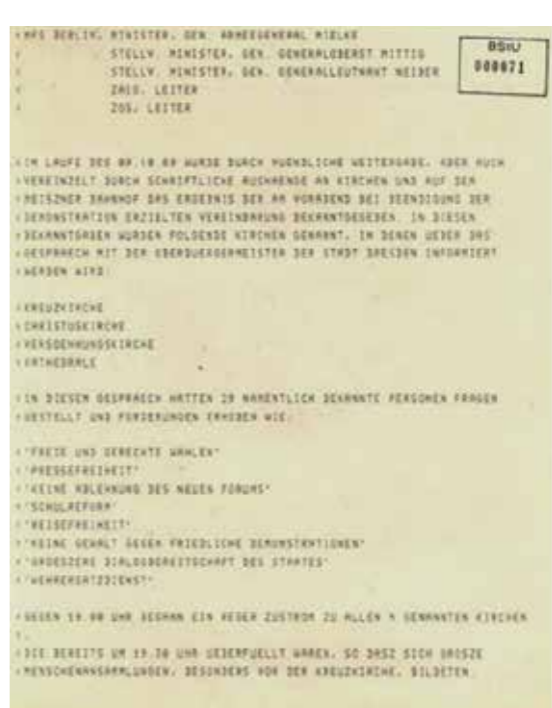 MFS BERLIN, MINISTER, GEN. ARMEEGENERAL MIELKE
STELLV. MINISTER, GEN. GENERALOBERST MITTIG
STELLV. MINISTER, GEN. GENERALLEUTNANT NEIBER
ZAIG, LEITER
ZOS, LEITER
BStU
000071
IM LAUFE DES 09.10.89 WURDE DURCH MUENDLICHE WEITERGABE, ABER AUCH
VEREINZELT DURCH SCHRIFTLICHE AUSHAENGE AN KIRCHEN UND AUF DEM
BAHNHOF DAS ERGEBNIS DER AM VORABEND BEI BEENDIGUNG DER
DEMONSTRATION ERZIELTEN VEREINBARUNG BEKANNTGEGEBEN. IN DIESEN
BEKANNTGABEN WURDEN FOLGENDE KIRCHEN GENANNT, IN DENEN UEBER DAS
GESPRAECH MIT DEM OBERBUERGERMEISTER DER STADT DRESDEN INFORMIERT
WERDEN WIRD:
KREUZKIRCHE
CHRISTUSKIRCHE
VERSOEHNUNGSKIRCHE
KATHEDRALE
IN DIESEM GESPRAECH HATTEN 20 NAMENTLICH BEKANNTE PERSONEN FRAGEN
GESTELLT UND FORDERUNGEN ERHOBEN WIE:
"FREIE UND GERECHTE WAHLEN"
"PRESSEFREIHEIT"
"KEINE ABLEHNUNG DES NEUEN FORUMS"
"SCHULREFORM"
"REISEFREIHEIT"
"KEINE GEWALT GEGEN FRIEDLICHE DEMONSTRATIONEN"
"GROESZERE DIALOGBEREITSCHAFT DES STAATES"
"WEHRERSATZDIENST"
GEGEN 19.00 UHR BEGANN EIN REGER ZUSTROM ZU ALLEN 4 GENANNTEN KIRCHEN
,
DIE BEREITS UM 19.30 UHR UEBERFUELLT WAREN, SO DASZ SICH GROSZE
MENSCHENANSAMMLUNGEN, BESONDERS VOR DER KREUZKIRCHE, BILDETEN.